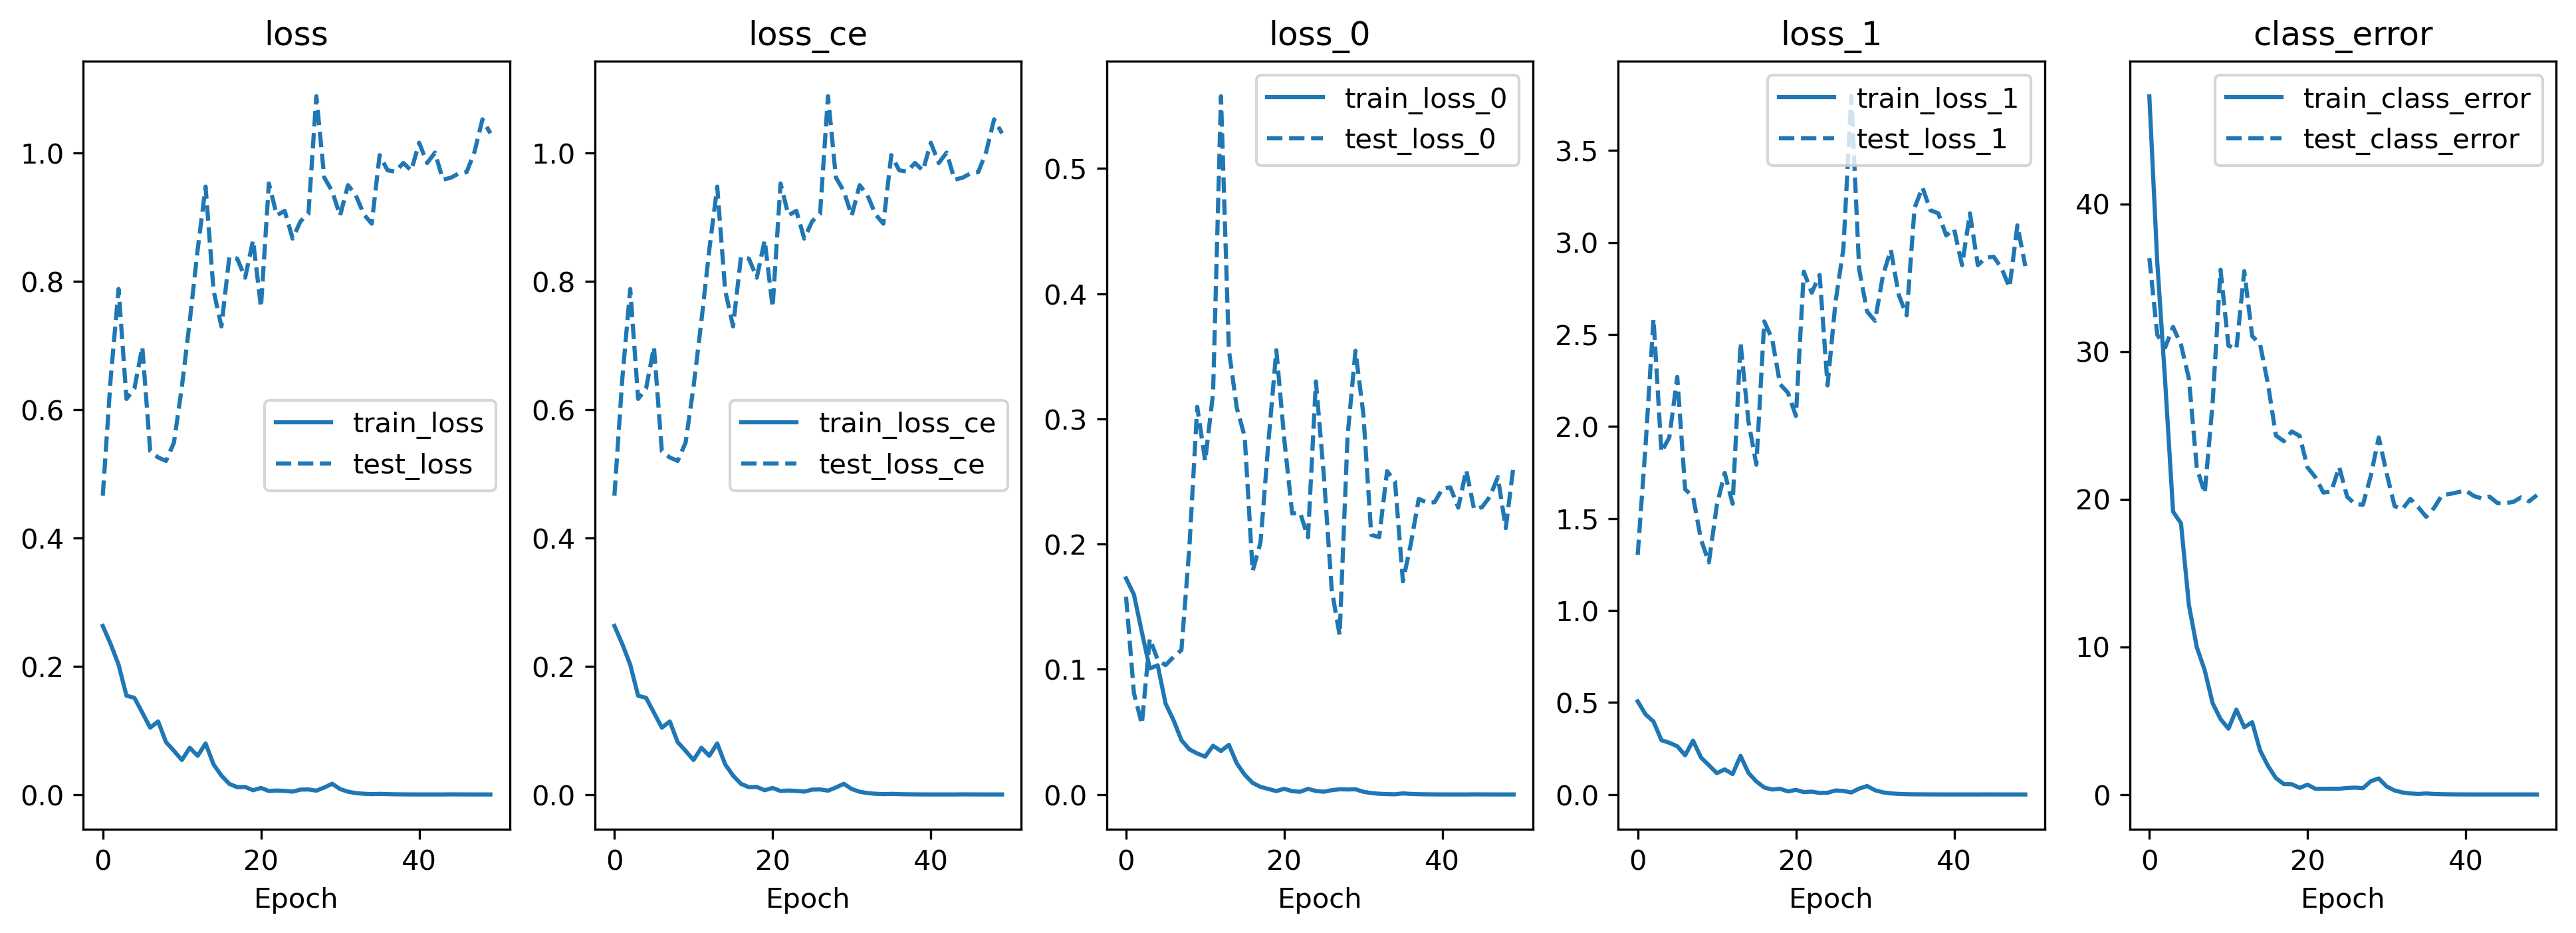 loss
1.0
0.8
0.6
0.4
0.2
0.0
train_loss
test_loss
0 20 40
Epoch
loss_ce
1.0
0.8
0.6
0.4
0.2
0.0
train_loss_ce
test_loss_ce
0 20 40
Epoch
loss_0
0.5
0.4
0.3
0.2
0.1
0.0
train_loss_0
test_loss_0
0 20 40
Epoch
loss_1
3.5
3.0
2.5
2.0
1.5
1.0
0.5
0.0
train_loss_1
test_loss_1
0 20 40
Epoch
class_error
40
30
20
10
0
train_class_error
test_class_error
0 20 40
Epoch